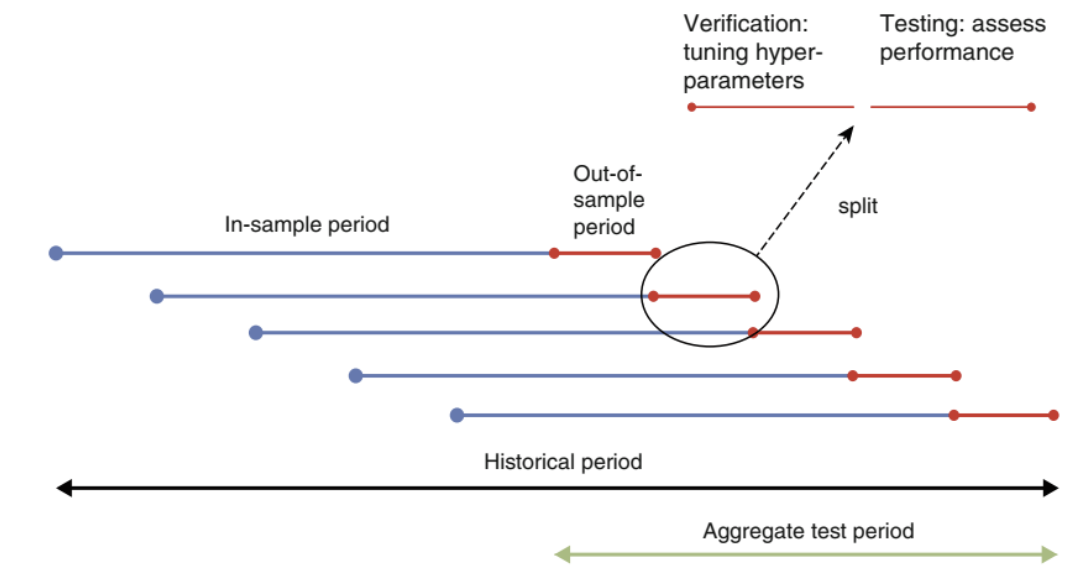 Verification:
tuning hyper-
parameters
Testing: assess
performance
Out-of-
sample
period
split
In-sample period
Historical period
Aggregate test period